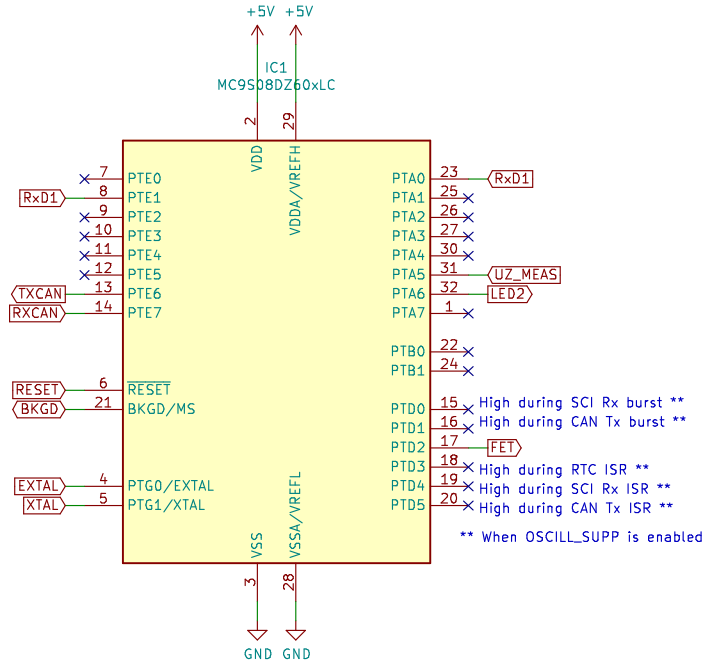 +5V +5V
IC1
MC9S08DZ60xLC
2 29
VDD VDDA/VREFH
7 PTE0 PTA0 23 RxD1
RxD1 8 PTE1 PTA1 25
9 PTE2 PTA2 26
10 PTE3 PTA3 27
11 PTE4 PTA4 30
12 PTE5 PTA5 31 UZ_MEAS
TXCAN 13 PTE6 PTA6 32 LED2
RXCAN 14 PTE7 PTA7 1
PTB0 22
PTB1 24
RESET 6 RESET
BKGD 21 BKGD/MS
PTD0 15 High during SCI Rx burst **
PTD1 16 High during CAN Tx burst **
PTD2 17 FET
PTD3 18 High during RTC ISR **
EXTAL 4 PTG0/EXTAL PTD4 19 High during SCI Rx ISR **
XTAL 5 PTG1/XTAL PTD5 20 High during CAN Tx ISR **
** When OSCILL_SUPP is enabled
VSS VSSA/VREFL
3 28
GND GND